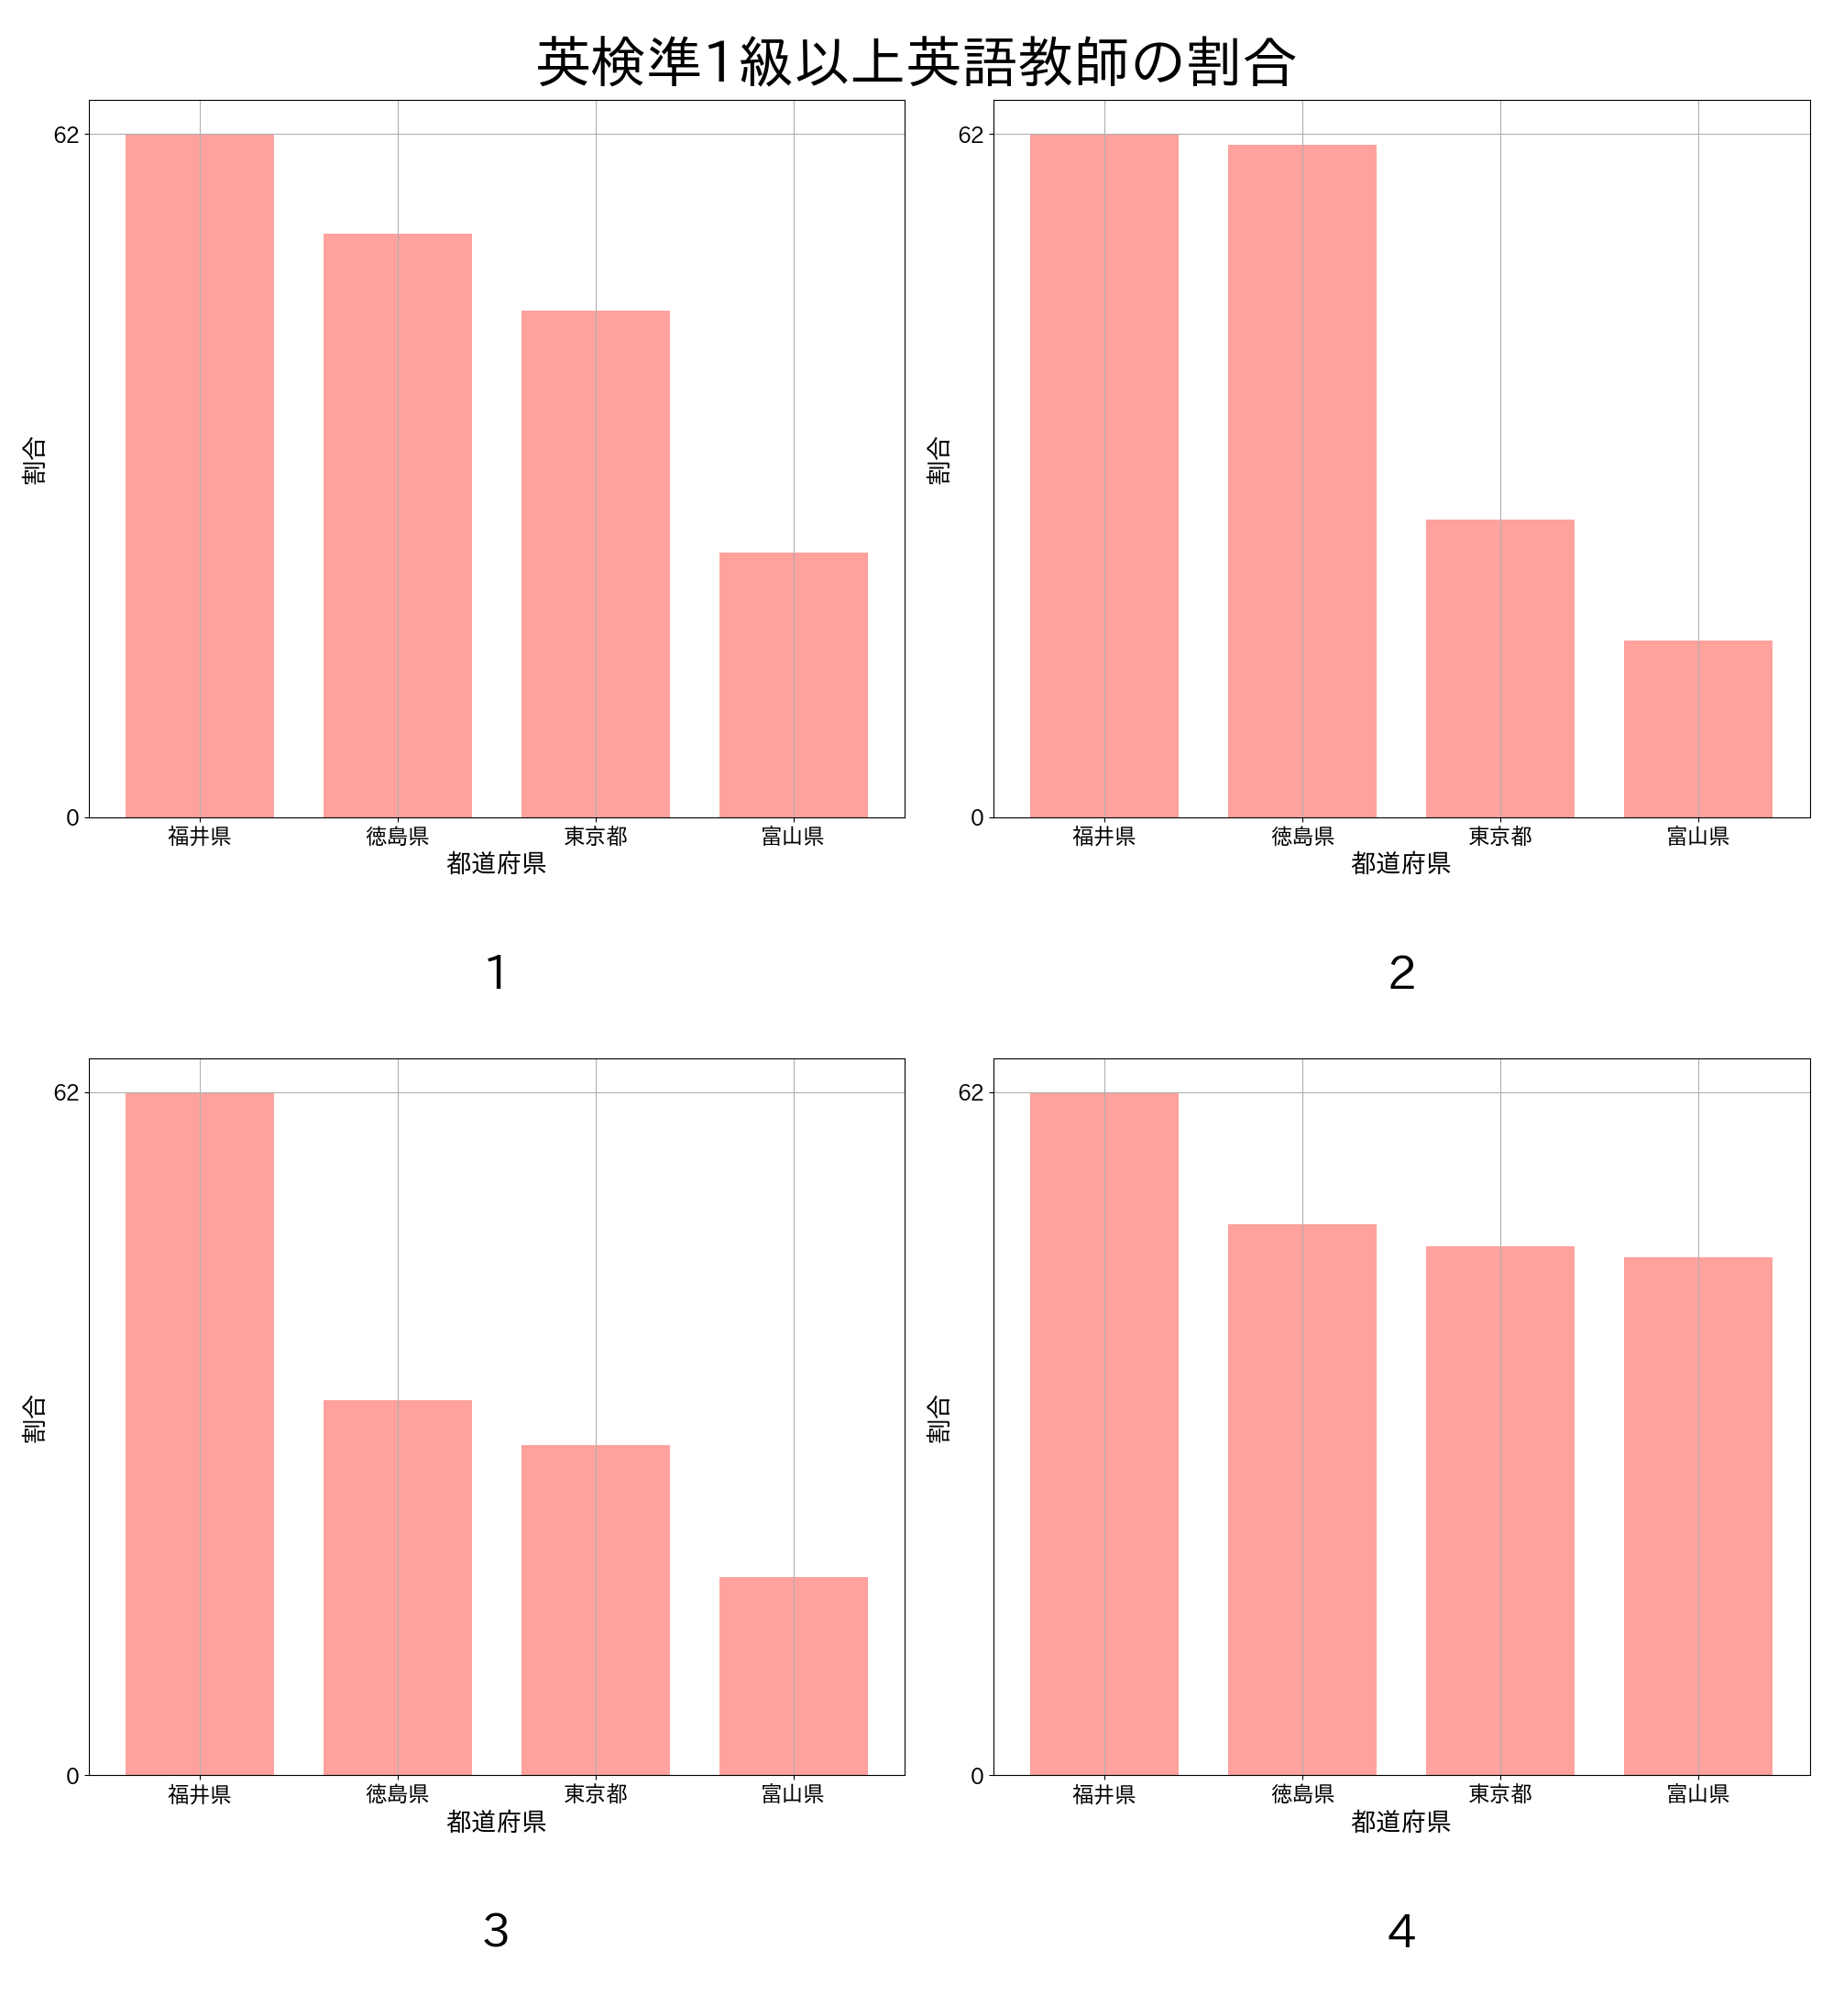 英検準1級以上英語教師の割合
62
割合
0
福井県 徳島県 東京都 富山県
都道府県
1
62
割合
0
福井県 徳島県 東京都 富山県
都道府県
2
62
割合
0
福井県 徳島県 東京都 富山県
都道府県
3
62
割合
0
福井県 徳島県 東京都 富山県
都道府県
4